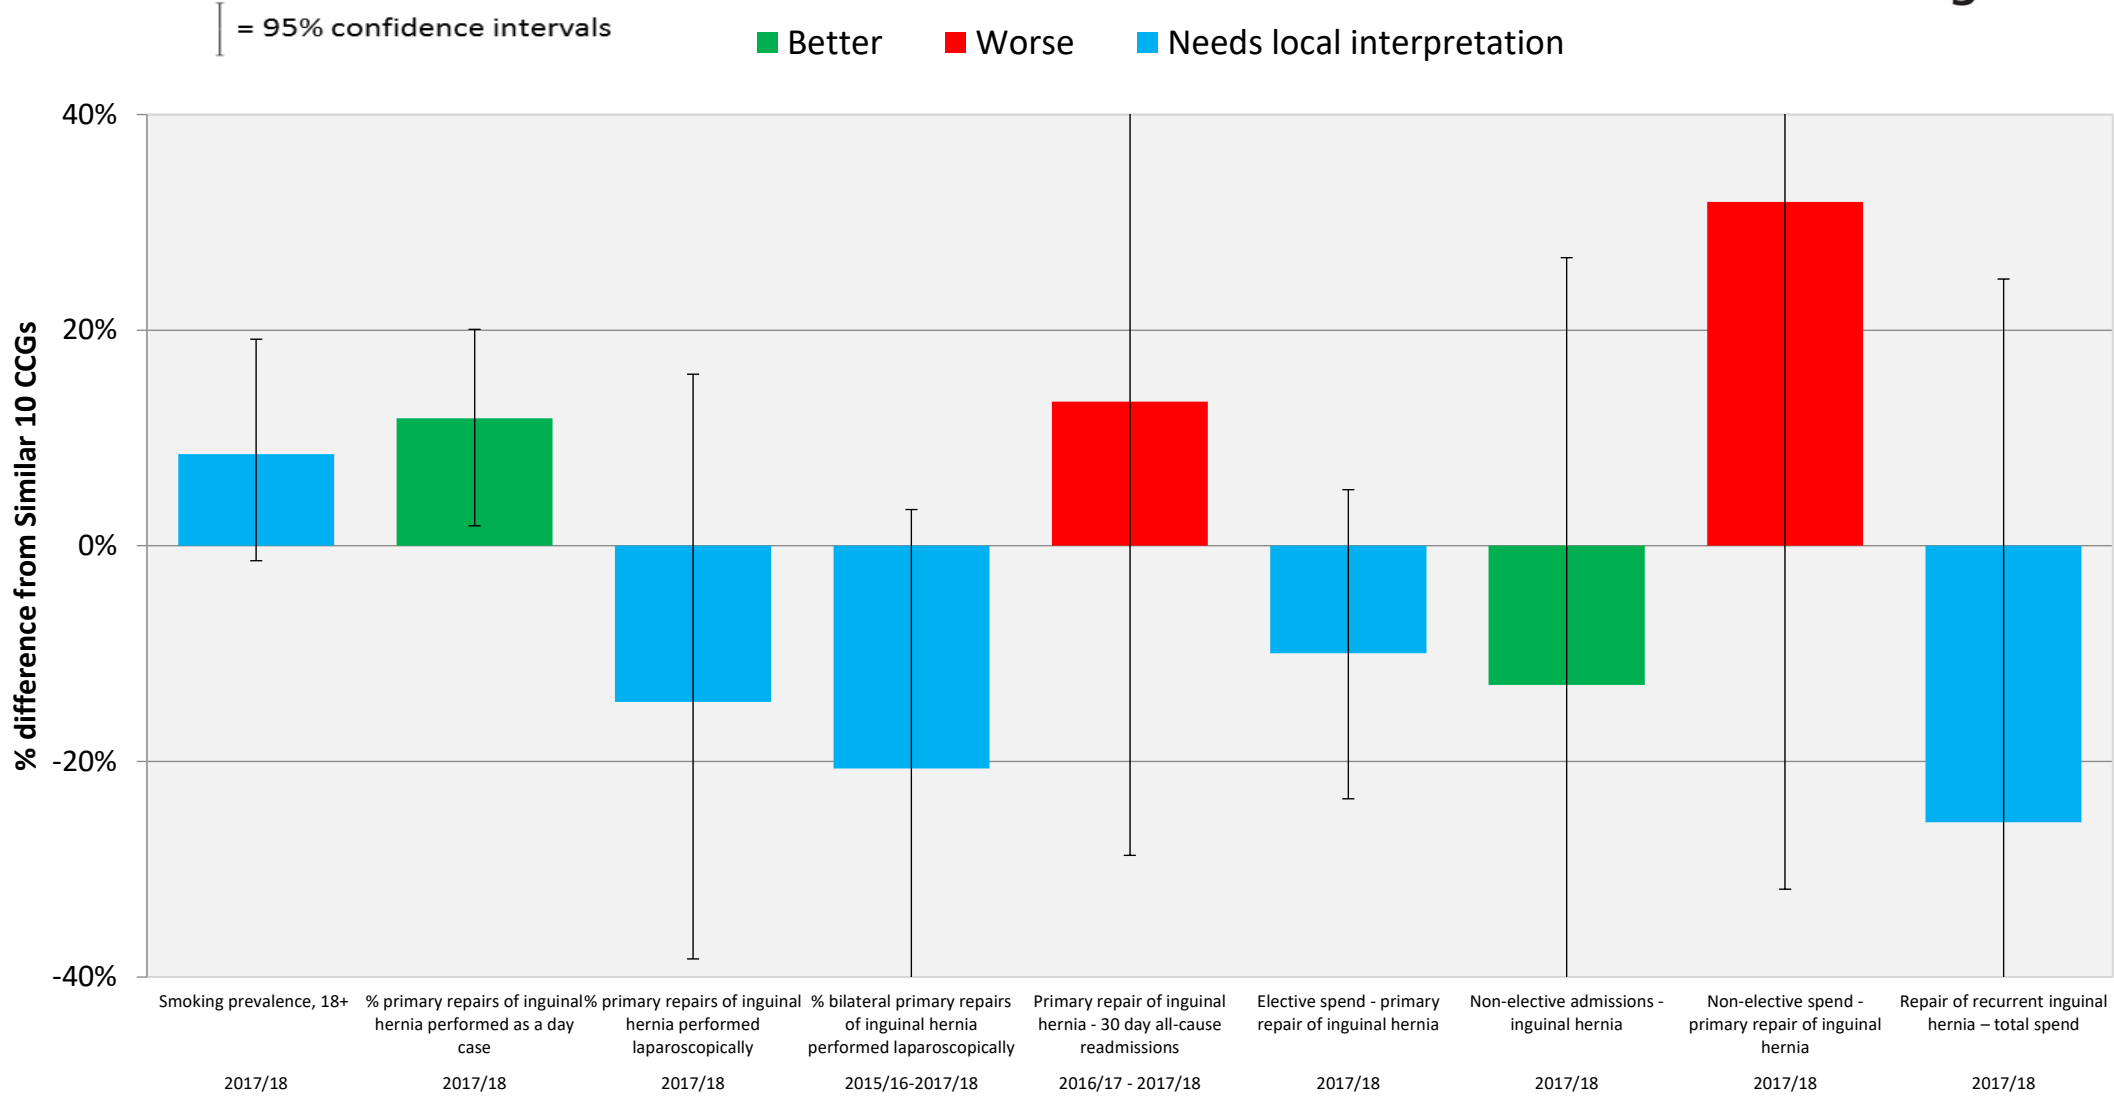 = 95% confidence intervals
Better Worse Needs local interpretation
% difference from Similar 10 CCGs
40%
20%
0%
-20%
-40%
Smoking prevalence, 18+
2017/18
% primary repairs of inguinal
hernia performed as a day
case
2017/18
% primary repairs of inguinal
hernia performed
laparoscopically
2017/18
% bilateral primary repairs
of inguinal hernia
performed laparoscopically
2015/16-2017/18
Primary repair of inguinal
hernia - 30 day all-cause
readmissions
2016/17 - 2017/18
Elective spend - primary
repair of inguinal hernia
2017/18
Non-elective admissions -
inguinal hernia
2017/18
Non-elective spend -
primary repair of inguinal
hernia
2017/18
Repair of recurrent inguinal
hernia – total spend
2017/18